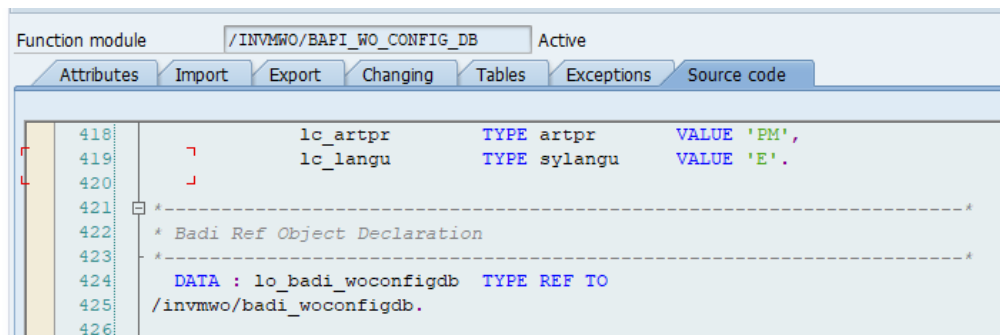 Function module /INVMWO/BAPI_WO_CONFIG_DB Active
Attributes Import Export Changing Tables Exceptions Source code
418 lc_artpr TYPE artpr VALUE 'PM',
419 lc_langu TYPE sylangu VALUE 'E'.
420
421 *----------------------------------------------------------------------*
422 * Badi Ref Object Declaration
423 *----------------------------------------------------------------------*
424 DATA : lo_badi_woconfigdb TYPE REF TO
425 /invmwo/badi_woconfigdb.
426